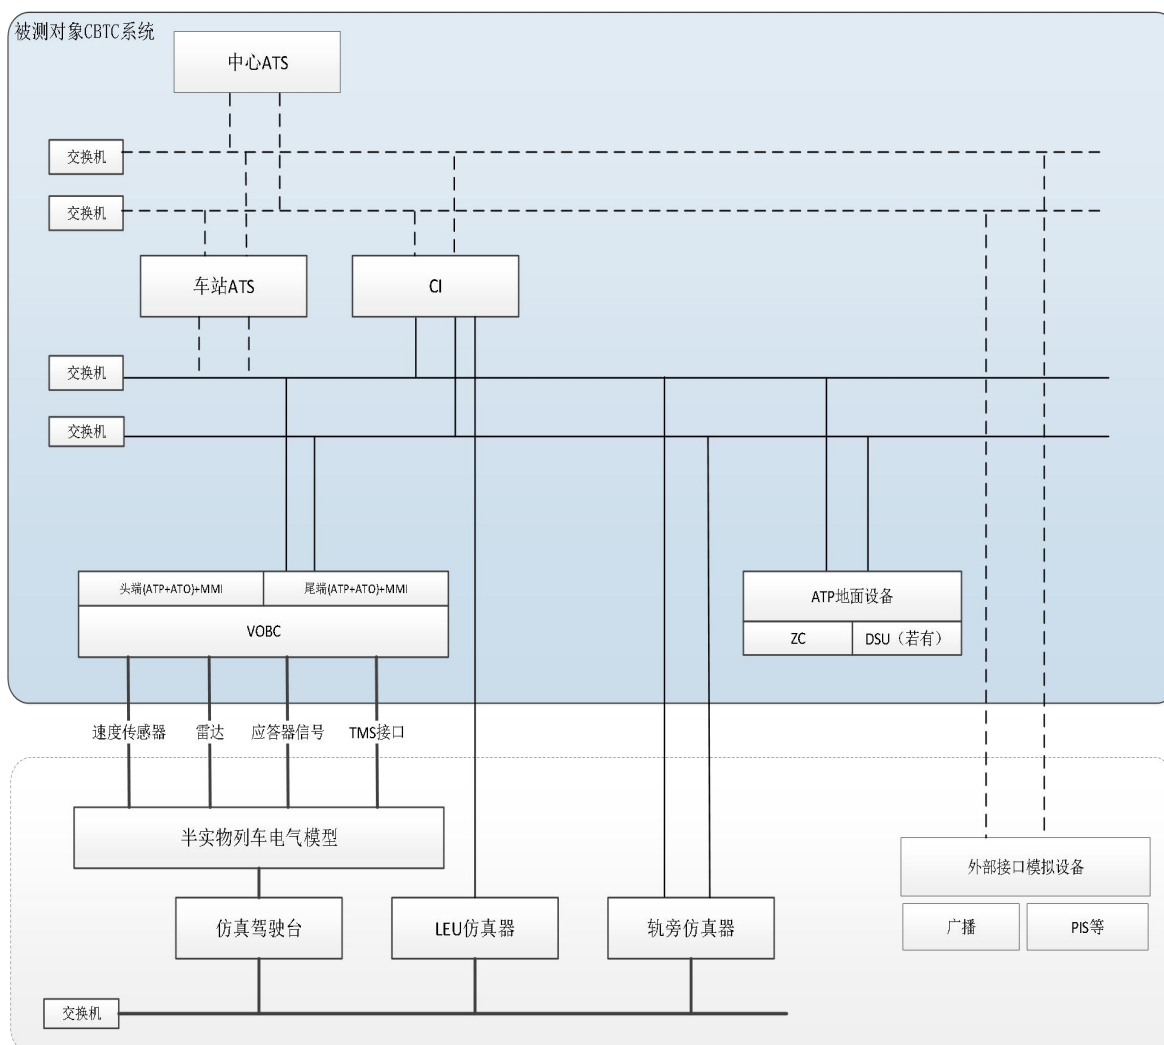 被测对象CBTC系统
中心ATS
交换机
交换机
车站ATS
CI
交换机
交换机
头端(ATP+ATO)+MMI
尾端(ATP+ATO)+MMI
VOBC
ATP地面设备
ZC
DSU（若有）
速度传感器
雷达
应答器信号
TMS接口
半实物列车电气模型
外部接口模拟设备
仿真驾驶台
LEU仿真器
轨旁仿真器
广播
PIS等
交换机